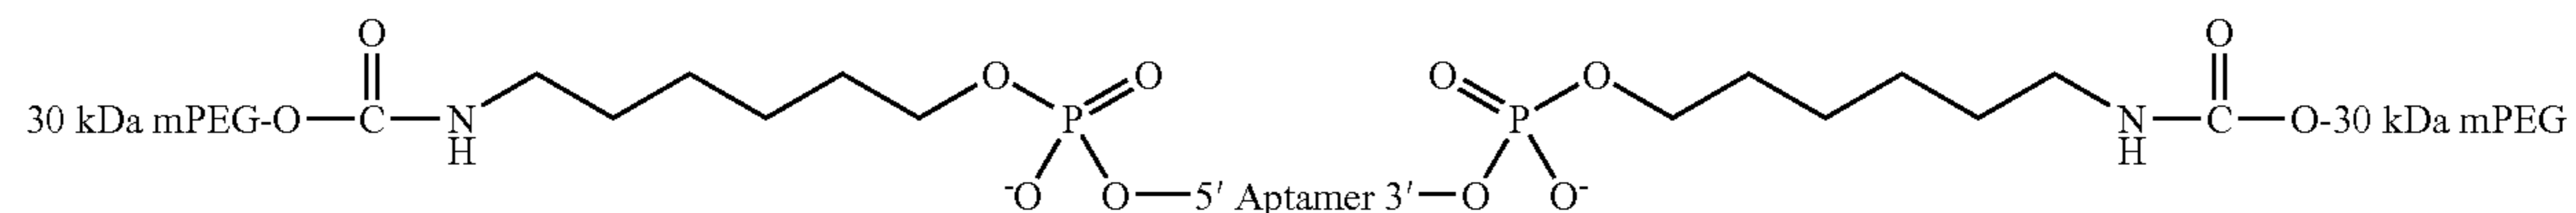 O O
O O O O
30 kDa mPEG-O C N H P P N H C O-30 kDa mPEG
-O O 5′ Aptamer 3′ O O-